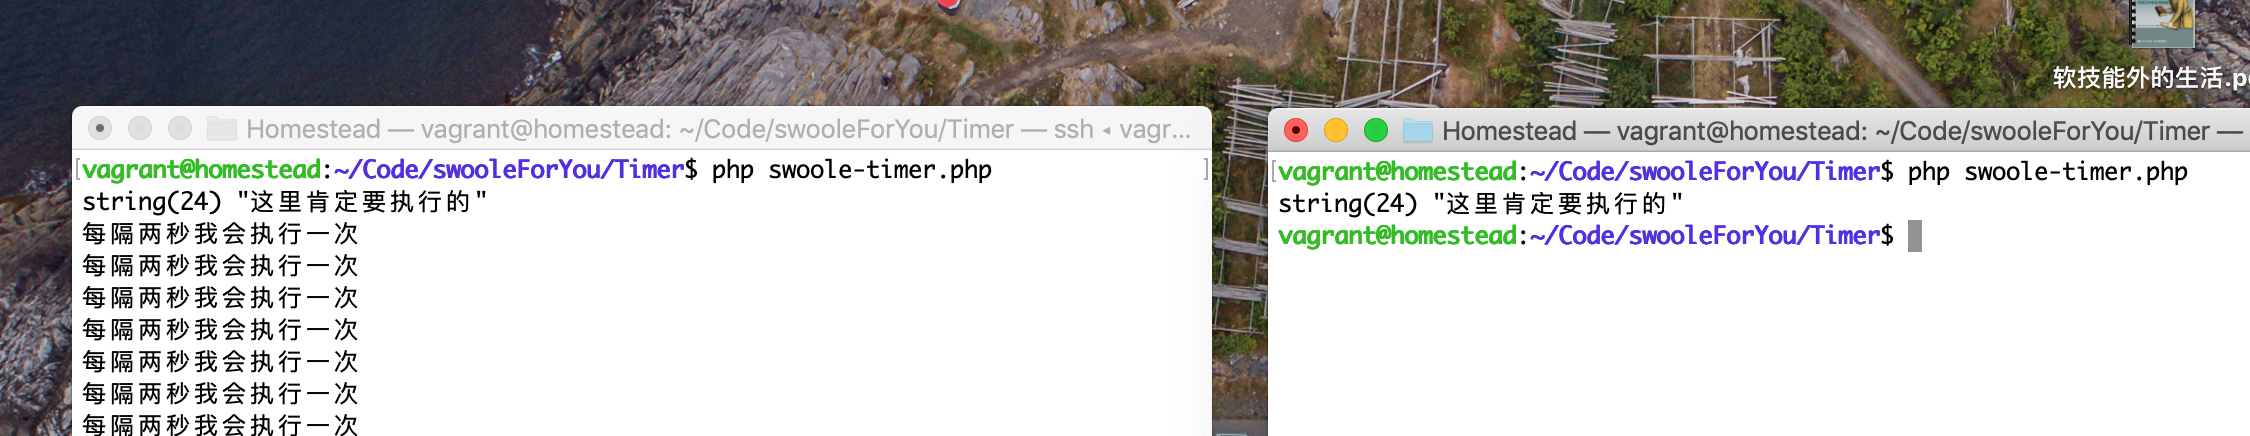 软技能外的生活.p
Homestead — vagrant@homestead: ~/Code/swooleForYou/Timer — ssh ◂ vagr...
[vagrant@homestead:~/Code/swooleForYou/Timer$ php swoole-timer.php ]
string(24) "这里肯定要执行的"
每隔两秒我会执行一次
每隔两秒我会执行一次
每隔两秒我会执行一次
每隔两秒我会执行一次
每隔两秒我会执行一次
每隔两秒我会执行一次
每隔两秒我会执行一次
Homestead — vagrant@homestead: ~/Code/swooleForYou/Timer —
[vagrant@homestead:~/Code/swooleForYou/Timer$ php swoole-timer.php
string(24) "这里肯定要执行的"
vagrant@homestead:~/Code/swooleForYou/Timer$